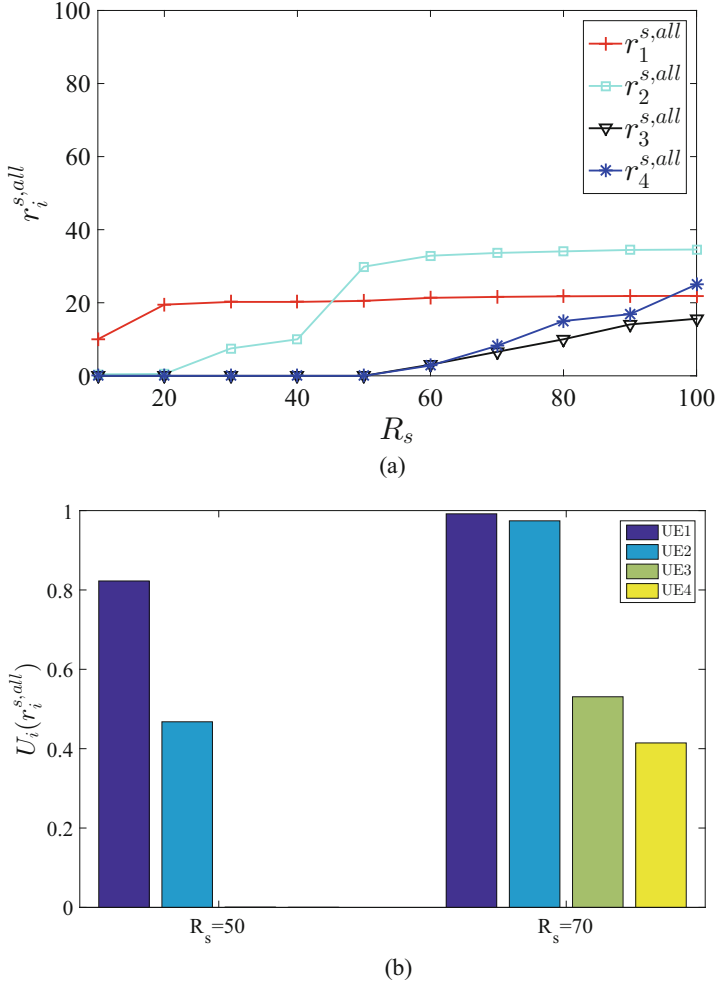 100
80
60
40
20
0
r_i^{s,all}
r_1^{s,all}
r_2^{s,all}
r_3^{s,all}
r_4^{s,all}
20 40 60 80 100
R_s
(a)
1
0.8
0.6
0.4
0.2
0
U_i(r_i^{s,all})
UE1
UE2
UE3
UE4
R_s=50 R_s=70
(b)